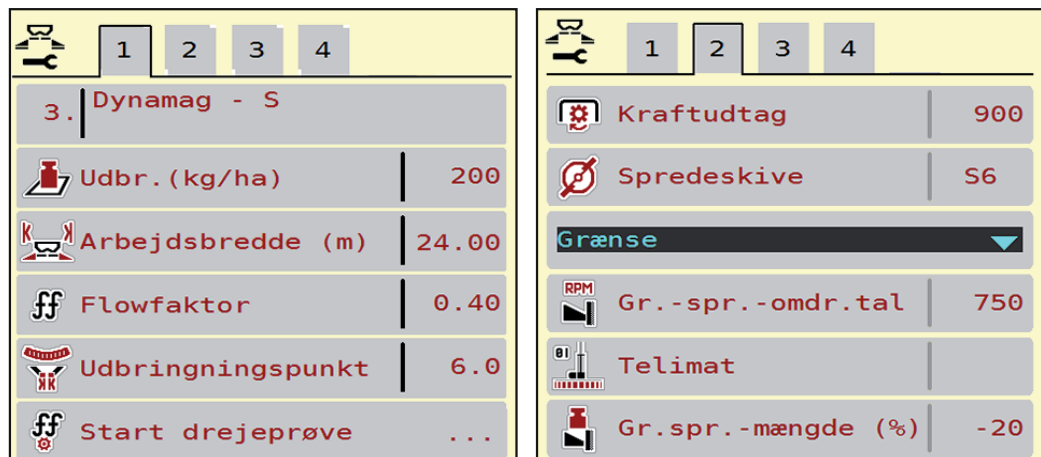 1 2 3 4
3. Dynamag - S
Udbr.(kg/ha) 200
Arbejdsbredde (m) 24.00
Flowfaktor 0.40
Udbringningspunkt 6.0
Start drejeprøve ...
1 2 3 4
Kraftudtag 900
Spredeskive S6
Grænse
RPM
Gr.-spr.-omdr.tal 750
Telimat
Gr.spr.-mængde (%) -20